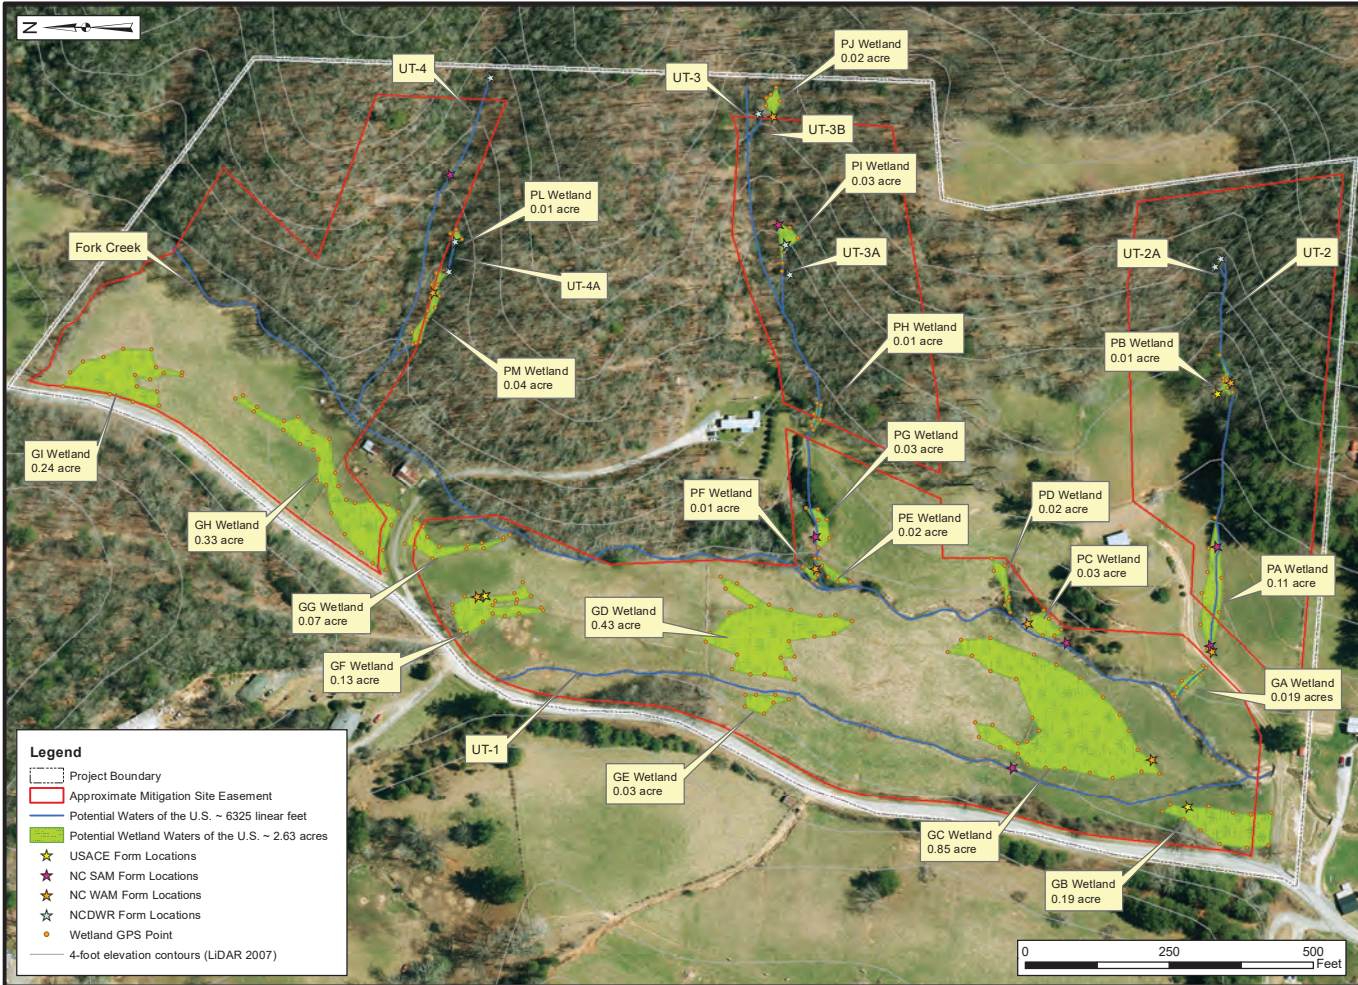 N
PJ Wetland
0.02 acre
UT-4
UT-3
UT-3B
PI Wetland
0.03 acre
PL Wetland
0.01 acre
Fork Creek
UT-3A
UT-2A
UT-2
UT-4A
PH Wetland
0.01 acre
PB Wetland
0.01 acre
PM Wetland
0.04 acre
GI Wetland
0.24 acre
PG Wetland
0.03 acre
PF Wetland
0.01 acre
PD Wetland
0.02 acre
GH Wetland
0.33 acre
PE Wetland
0.02 acre
PC Wetland
0.03 acre
PA Wetland
0.11 acre
GG Wetland
0.07 acre
GD Wetland
0.43 acre
GF Wetland
0.13 acre
GA Wetland
0.019 acres
UT-1
GE Wetland
0.03 acre
GC Wetland
0.85 acre
GB Wetland
0.19 acre
Legend
Project Boundary
Approximate Mitigation Site Easement
Potential Waters of the U.S. ~ 6325 linear feet
Potential Wetland Waters of the U.S. ~ 2.63 acres
USACE Form Locations
NC SAM Form Locations
NC WAM Form Locations
NCDWR Form Locations
Wetland GPS Point
4-foot elevation contours (LiDAR 2007)
0 250 500
Feet